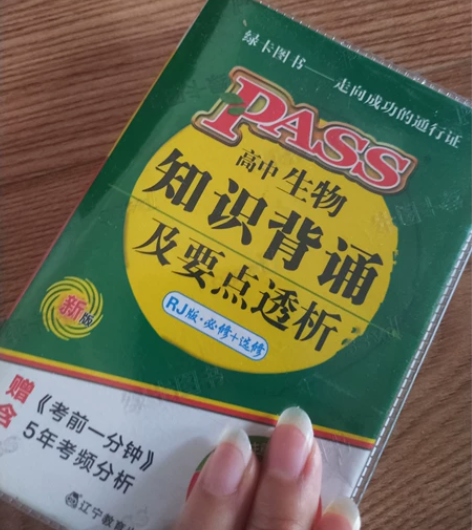 绿卡图书——走向成功的通行证
PASS
高中生物
知识背诵
及要点透析
RJ版·必修+选修
新版
赠含
《考前一分钟》
5年考频分析
辽宁教育